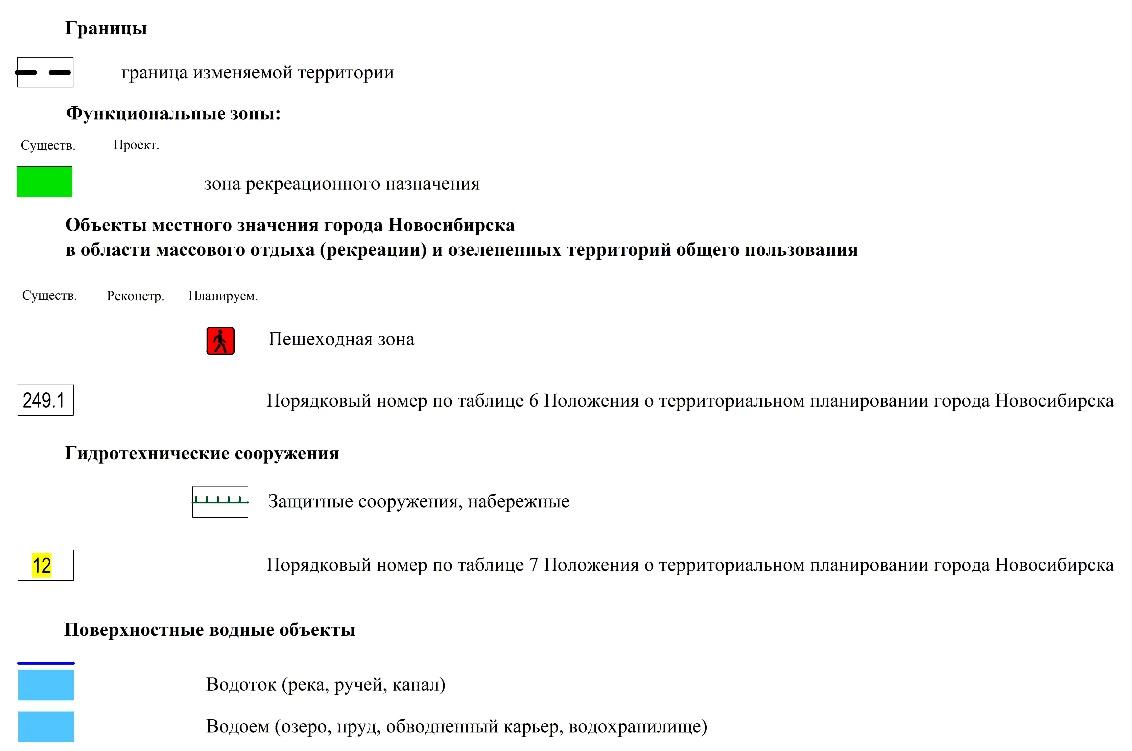 Границы
граница изменяемой территории
Функциональные зоны:
Существ. Проект.
зона рекреационного назначения
Объекты местного значения города Новосибирска
в области массового отдыха (рекреации) и озелененных территорий общего пользования
Существ. Реконстр. Планируем.
Пешеходная зона
249.1 Порядковый номер по таблице 6 Положения о территориальном планировании города Новосибирска
Гидротехнические сооружения
Защитные сооружения, набережные
12 Порядковый номер по таблице 7 Положения о территориальном планировании города Новосибирска
Поверхностные водные объекты
Водоток (река, ручей, канал)
Водоем (озеро, пруд, обводненный карьер, водохранилище)